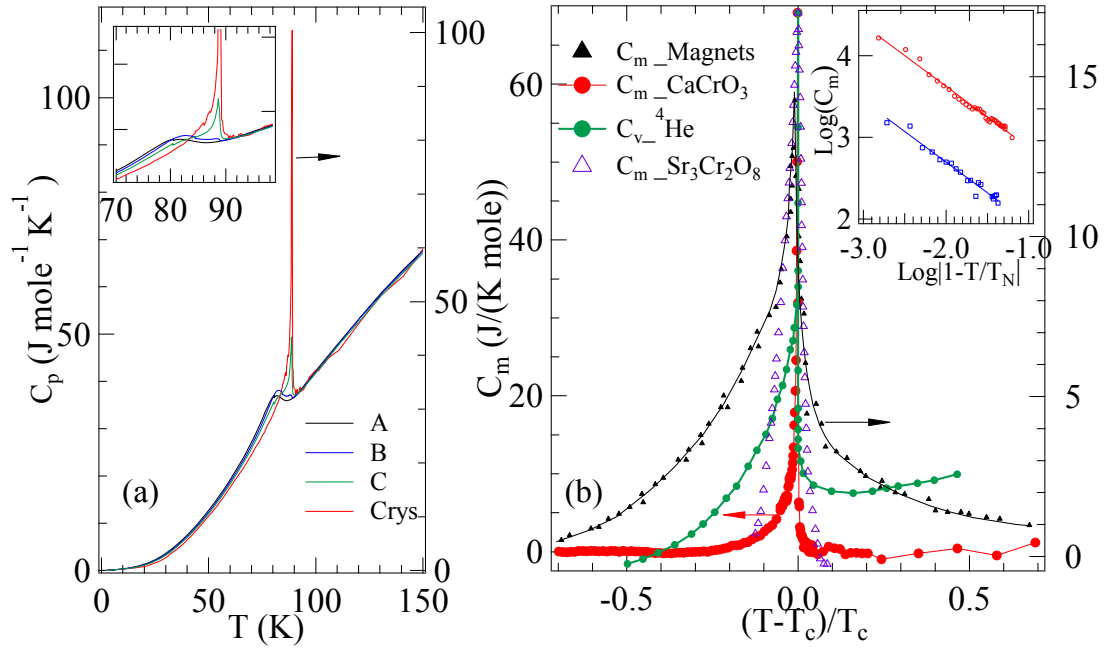 100
50
0
C_p (J mole^-1 K^-1)
70 80 90
100
50
0
A
B
C
Crys
(a)
0 50 100 150
T (K)
60
40
20
0
C_m (J/(K mole))
C_m _Magnets
C_m _CaCrO_3
C_v_ ^4He
C_m _Sr_3Cr_2O_8
4
3
2
Log(C_m)
-3.0 -2.0 -1.0
Log|1-T/T_N|
15
10
5
0
(b)
-0.5 0.0 0.5
(T-T_c)/T_c